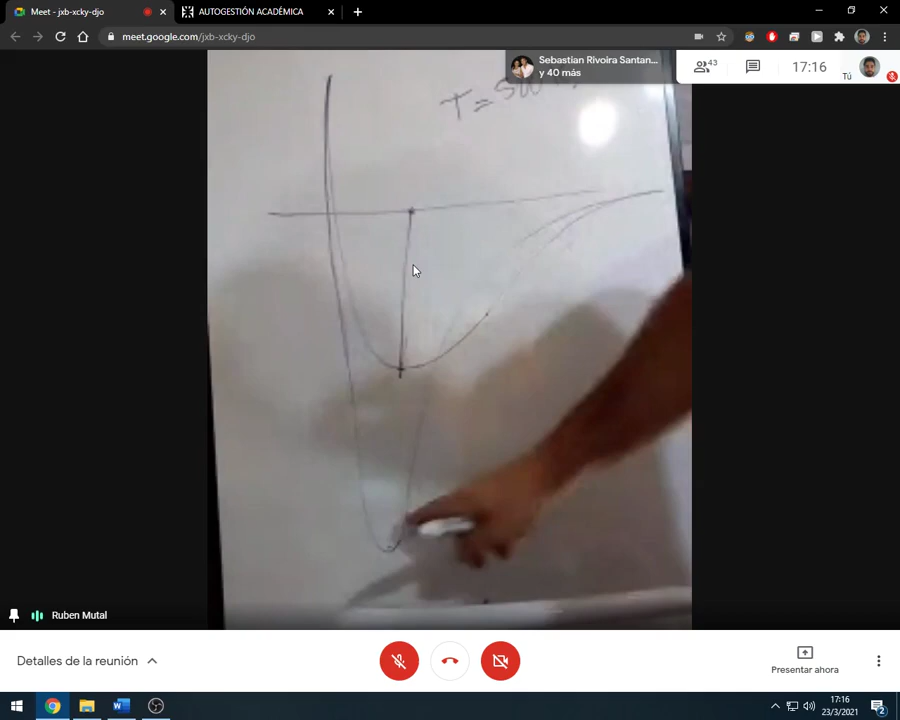 Meet - jxb-xcky-djo
AUTOGESTIÓN ACADÉMICA
meet.google.com/jxb-xcky-djo
Sebastian Rivoira Santan...
y 40 más
43
17:16
Tú
T =
Ruben Mutal
Detalles de la reunión
Presentar ahora
17:16
23/3/2021
2